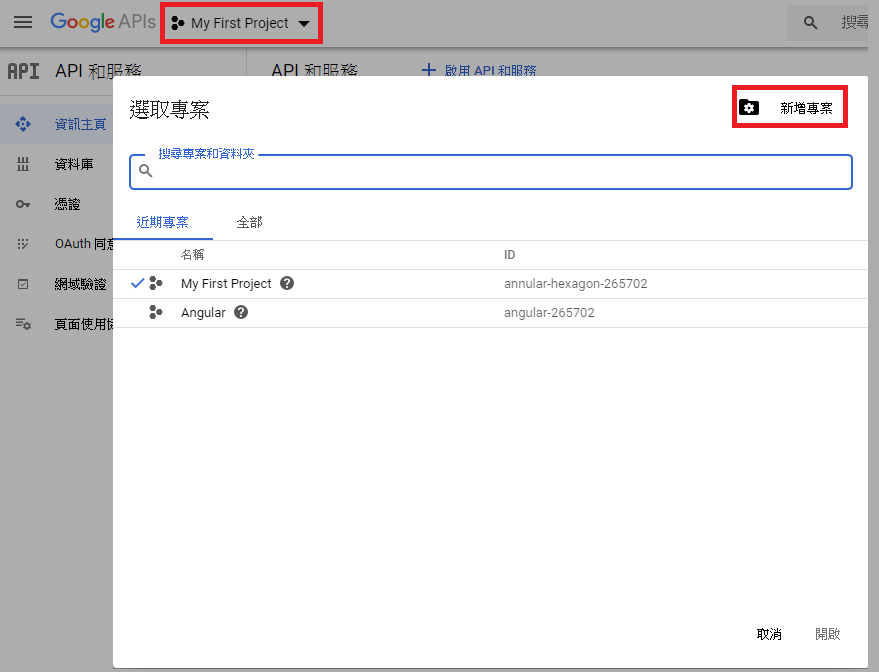 Google APIs My First Project 搜尋
API API 和服務 API 和服務 啟用 API 和服務
選取專案 新增專案
搜尋專案和資料夾
資訊主頁
資料庫
憑證
OAuth 同意
網域驗證
頁面使用
近期專案 全部
名稱 ID
My First Project annular-hexagon-265702
Angular angular-265702
取消 開啟